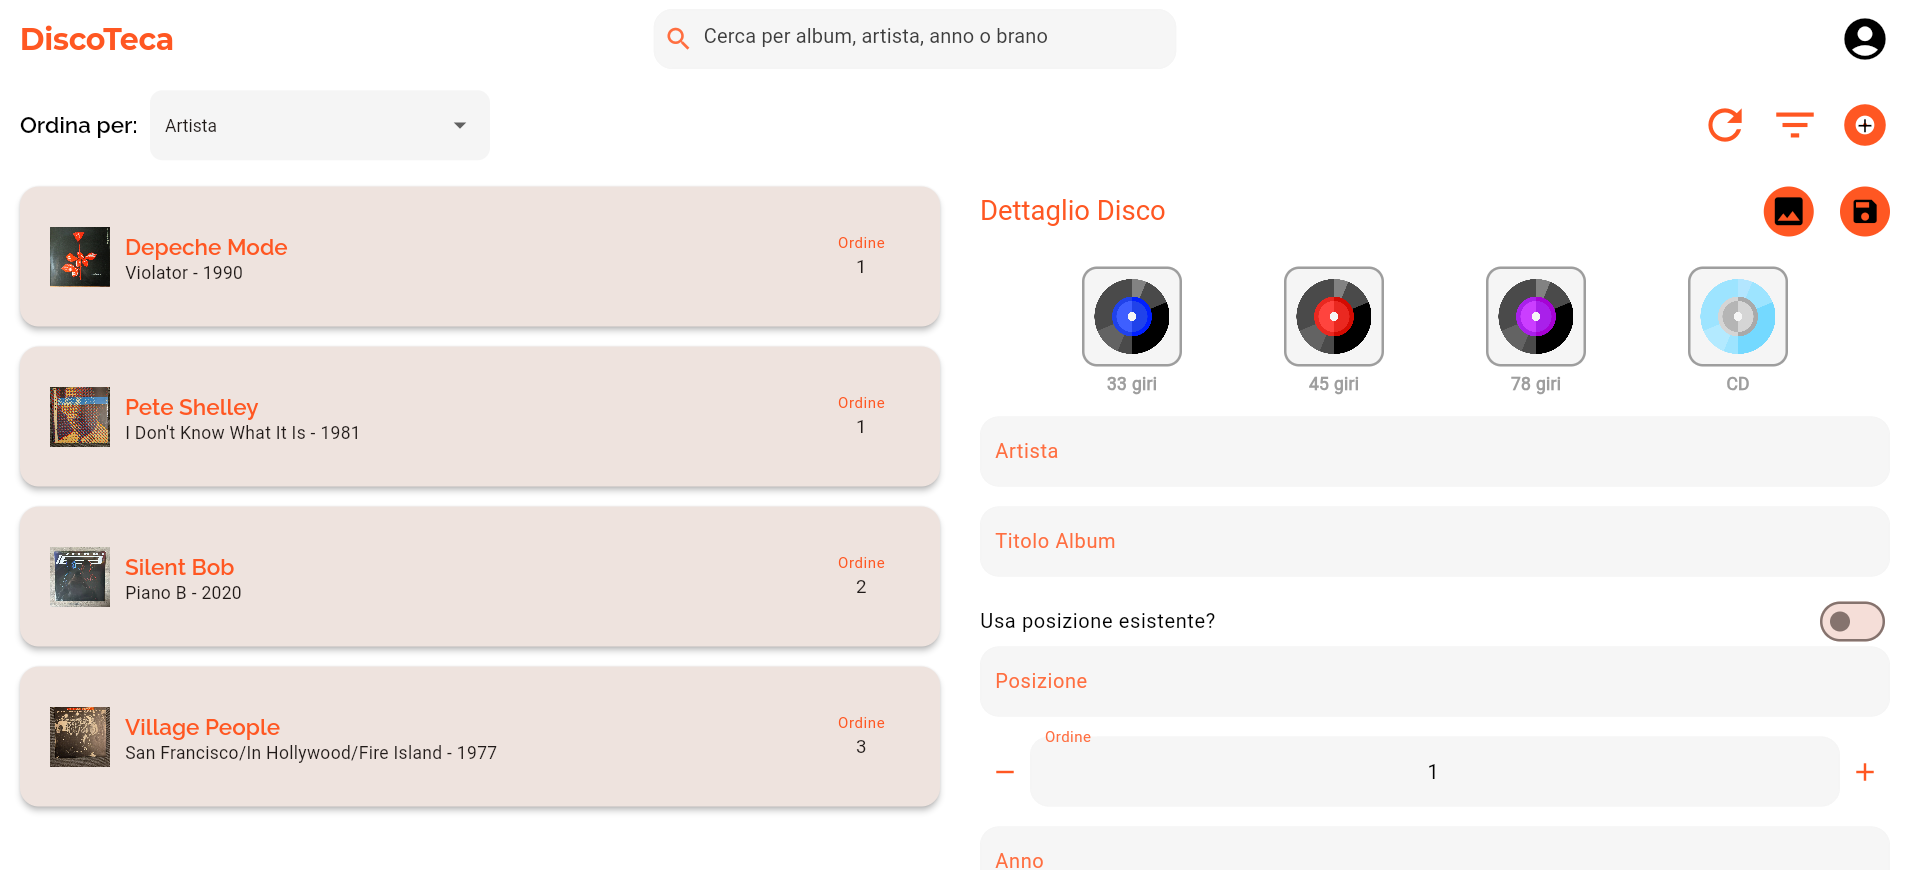 DiscoTeca
Cerca per album, artista, anno o brano
Ordina per:
Artista
Depeche Mode
Violator - 1990
Ordine
1
Pete Shelley
I Don't Know What It Is - 1981
Ordine
1
Silent Bob
Piano B - 2020
Ordine
2
Village People
San Francisco/In Hollywood/Fire Island - 1977
Ordine
3
Dettaglio Disco
33 giri
45 giri
78 giri
CD
Artista
Titolo Album
Usa posizione esistente?
Posizione
Ordine
1
Anno